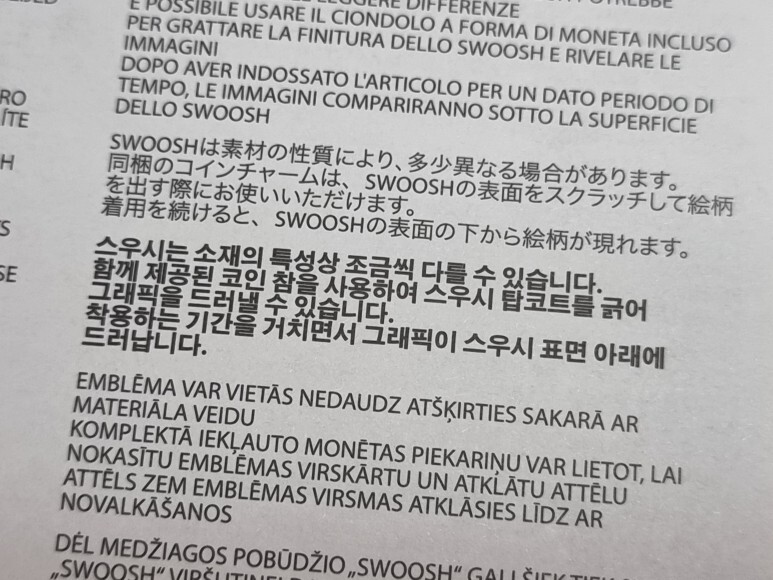 LEGGERE DIFFERENZE
È POSSIBILE USARE IL CIONDOLO A FORMA DI MONETA INCLUSO
PER GRATTARE LA FINITURA DELLO SWOOSH E RIVELARE LE
IMMAGINI
DOPO AVER INDOSSATO L'ARTICOLO PER UN DATO PERIODO DI
TEMPO, LE IMMAGINI COMPARIRANNO SOTTO LA SUPERFICIE
DELLO SWOOSH
SWOOSHは素材の性質により、多少異なる場合があります。
同梱のコインチャームは、SWOOSHの表面をスクラッチして絵柄
を出す際にお使いいただけます。
着用を続けると、SWOOSHの表面の下から絵柄が現れます。
스우시는 소재의 특성상 조금씩 다를 수 있습니다.
함께 제공된 코인 참을 사용하여 스우시 탑코트를 긁어
그래픽을 드러낼 수 있습니다.
착용하는 기간을 거치면서 그래픽이 스우시 표면 아래에
드러납니다.
EMBLĒMA VAR VIETĀS NEDAUDZ ATŠĶIRTIES SAKARĀ AR
MATERIĀLA VEIDU
KOMPLEKTĀ IEKĻAUTO MONĒTAS PIEKARIŅU VAR LIETOT, LAI
NOKASĪTU EMBLĒMAS VIRSKĀRTU UN ATKLĀTU ATTĒLU
ATTĒLS ZEM EMBLĒMAS VIRSMAS ATKLĀSIES LĪDZ AR
NOVALKĀŠANOS
DĖL MEDŽIAGOS POBŪDŽIO „SWOOSH“ GALI ŠIEK TIEK
„SWOOSH“